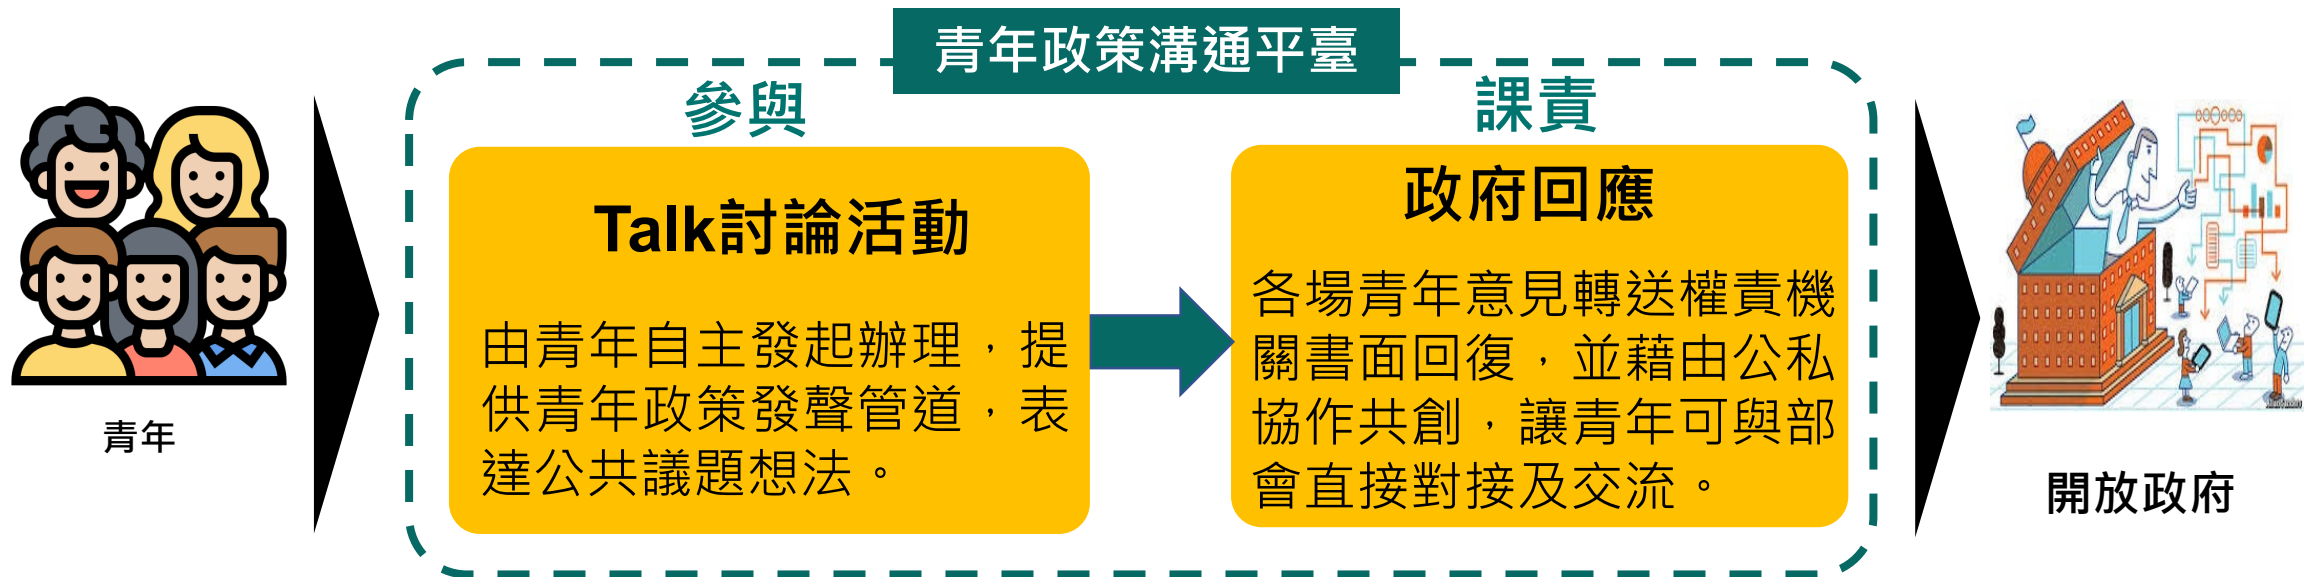 青年政策溝通平臺
參與
課責
Talk討論活動
由青年自主發起辦理，提
供青年政策發聲管道，表
達公共議題想法。
政府回應
各場青年意見轉送權責機
關書面回復，並藉由公私
協作共創，讓青年可與部
會直接對接及交流。
青年
開放政府